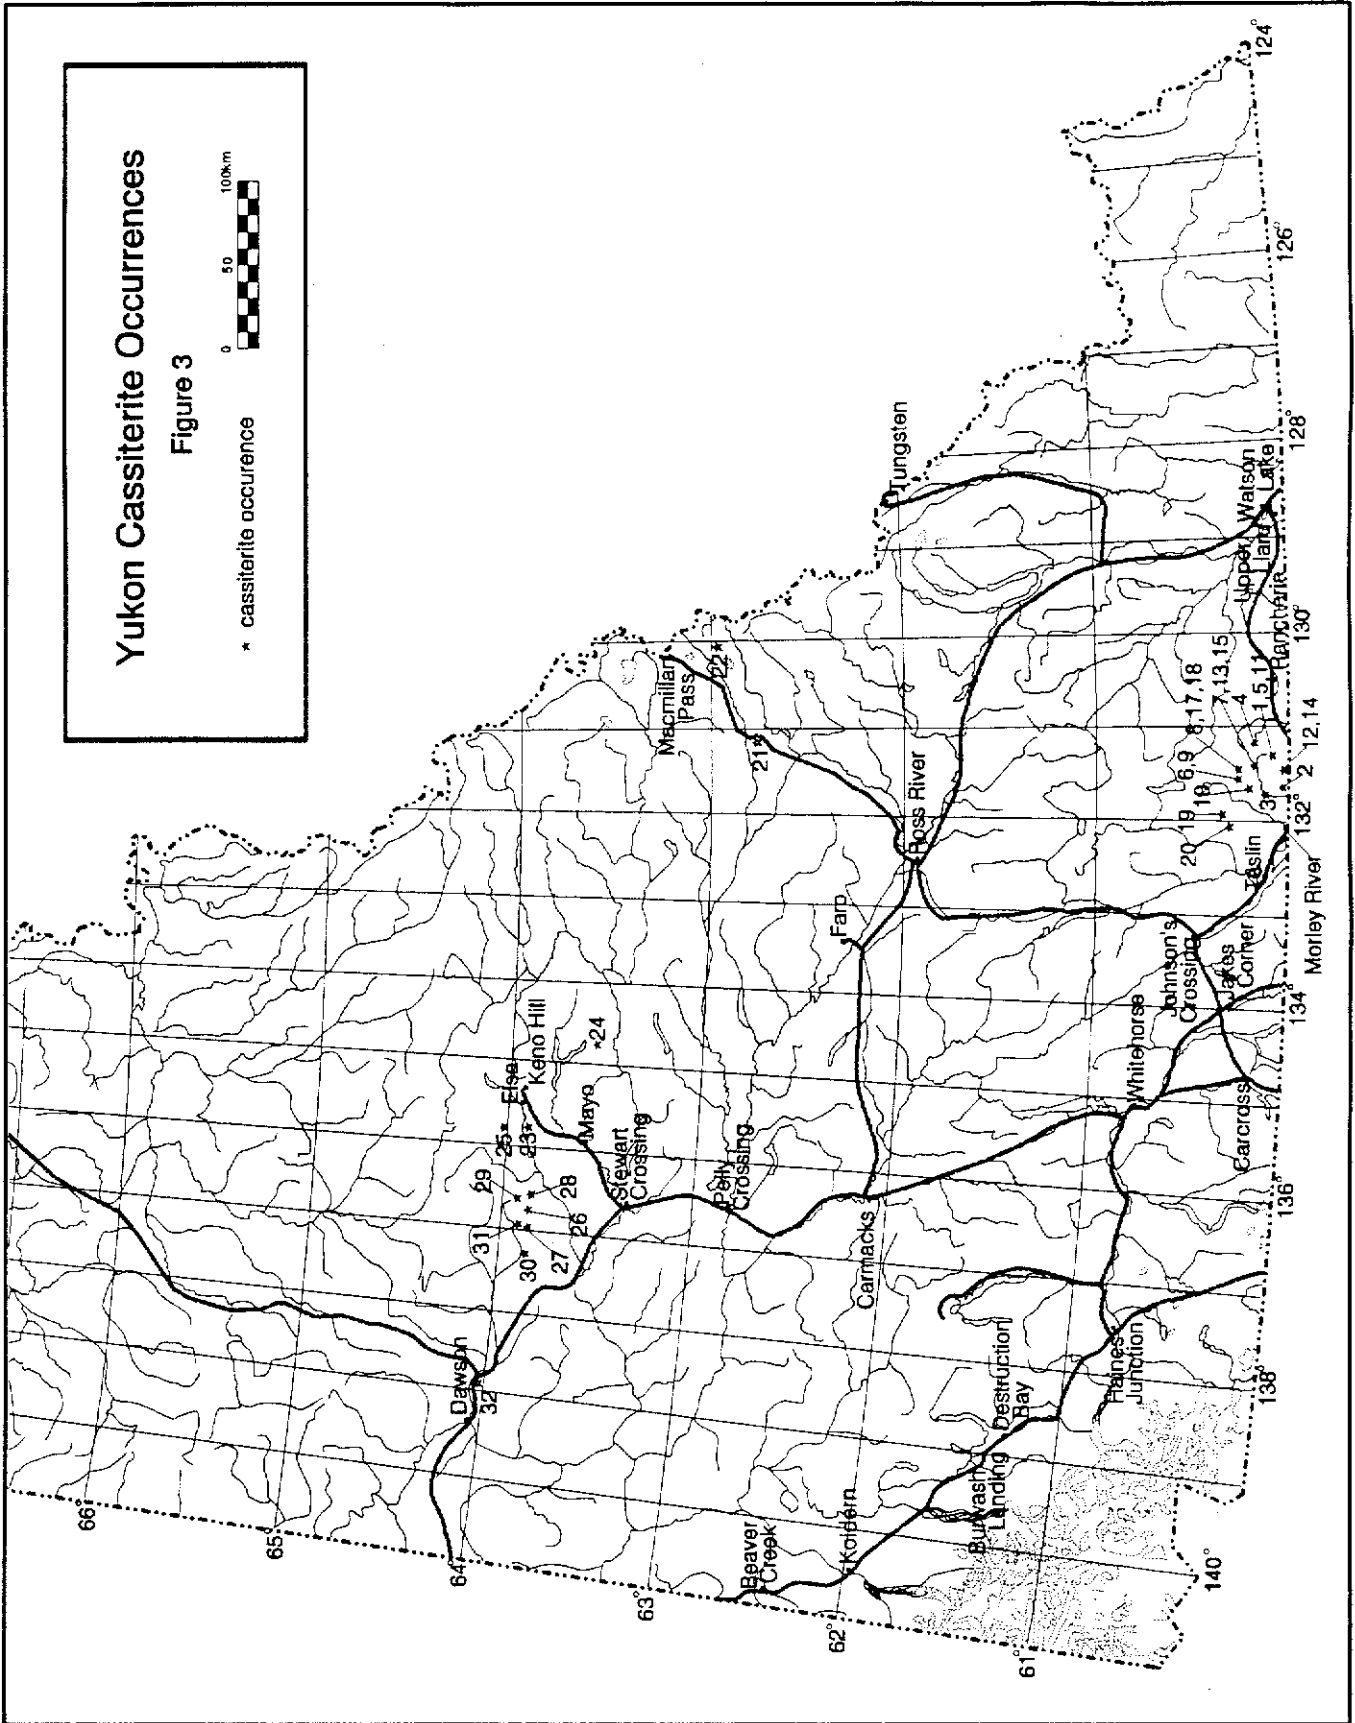 Yukon Cassiterite Occurrences
Figure 3
* cassiterite occurence
0
50
100km
66°
65°
64°
63°
62°
61°
140°
138°
136°
134°
132°
130°
128°
126°
124°
Dawson
32
31
29
30*
27
26
28
25*
23*
Elsa
Keno Hill
*24
Mayo
Stewart
Crossing
Pelly
Crossing
Macmillan
Pass
22*
21*
Tungsten
Ross River
Faro
Carmacks
Beaver
Creek
Koidern
Burwash
Landing
Destruction
Bay
Haines
Junction
Whitehorse
Carcross
Johnson's
Crossing
Jakes
Corner
Teslin
Morley River
20
19
6,9
8,17,18
7,13,15
4
1,5,11
3*
2
12,14
Rancheria
Upper
Liard
Watson
Lake